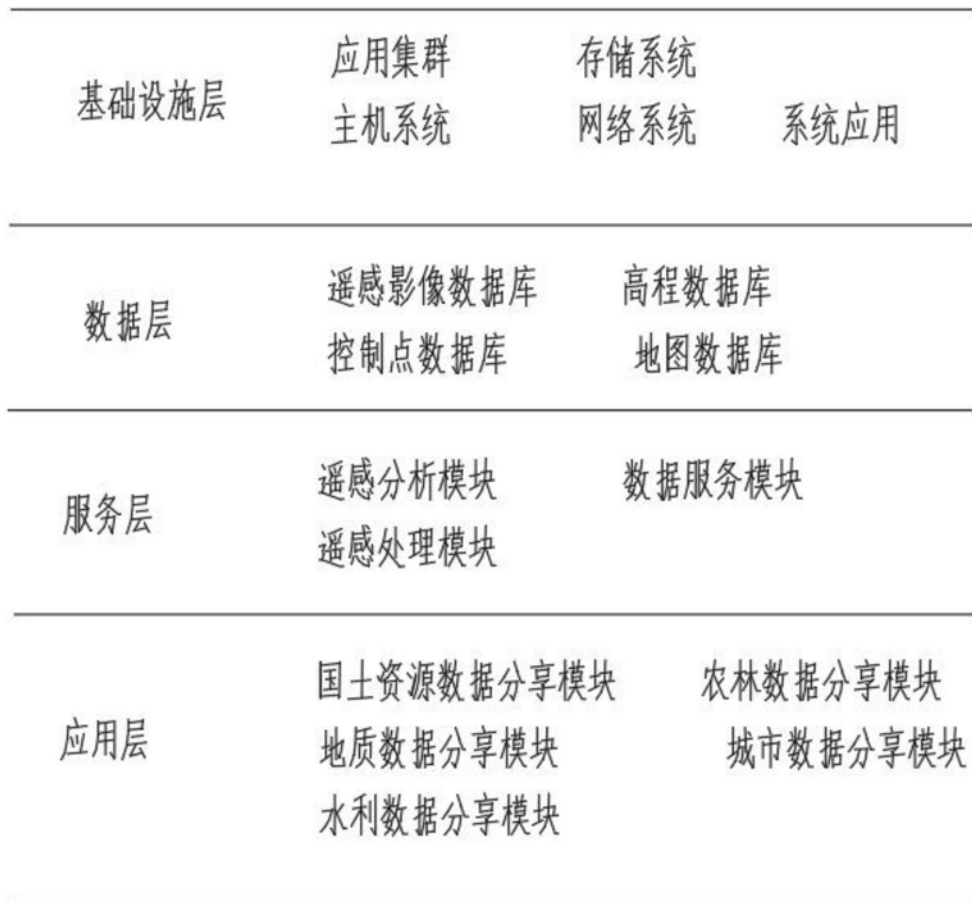 应用集群 存储系统
基础设施层
主机系统 网络系统 系统应用
遥感影像数据库 高程数据库
数据层
控制点数据库 地图数据库
遥感分析模块 数据服务模块
服务层
遥感处理模块
国土资源数据分享模块 农林数据分享模块
应用层
地质数据分享模块 城市数据分享模块
水利数据分享模块